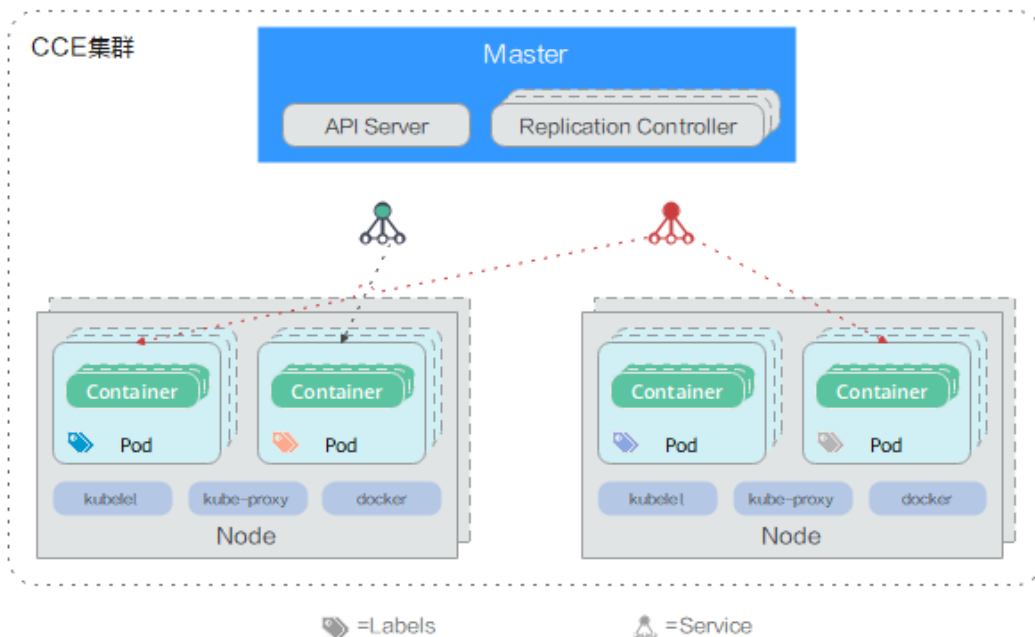 CCE集群
Master
API Server
Replication Controller
Container
Container
Container
Container
Pod
Pod
Pod
Pod
kubelet
kube-proxy
docker
kubelet
kube-proxy
docker
Node
Node
=Labels
=Service